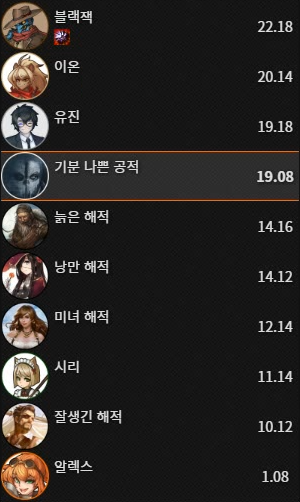 블랙잭
22.18
이온
20.14
유진
19.18
기분 나쁜 공적
19.08
늙은 해적
14.16
낭만 해적
14.12
미녀 해적
12.14
시리
11.14
잘생긴 해적
10.12
알렉스
1.08